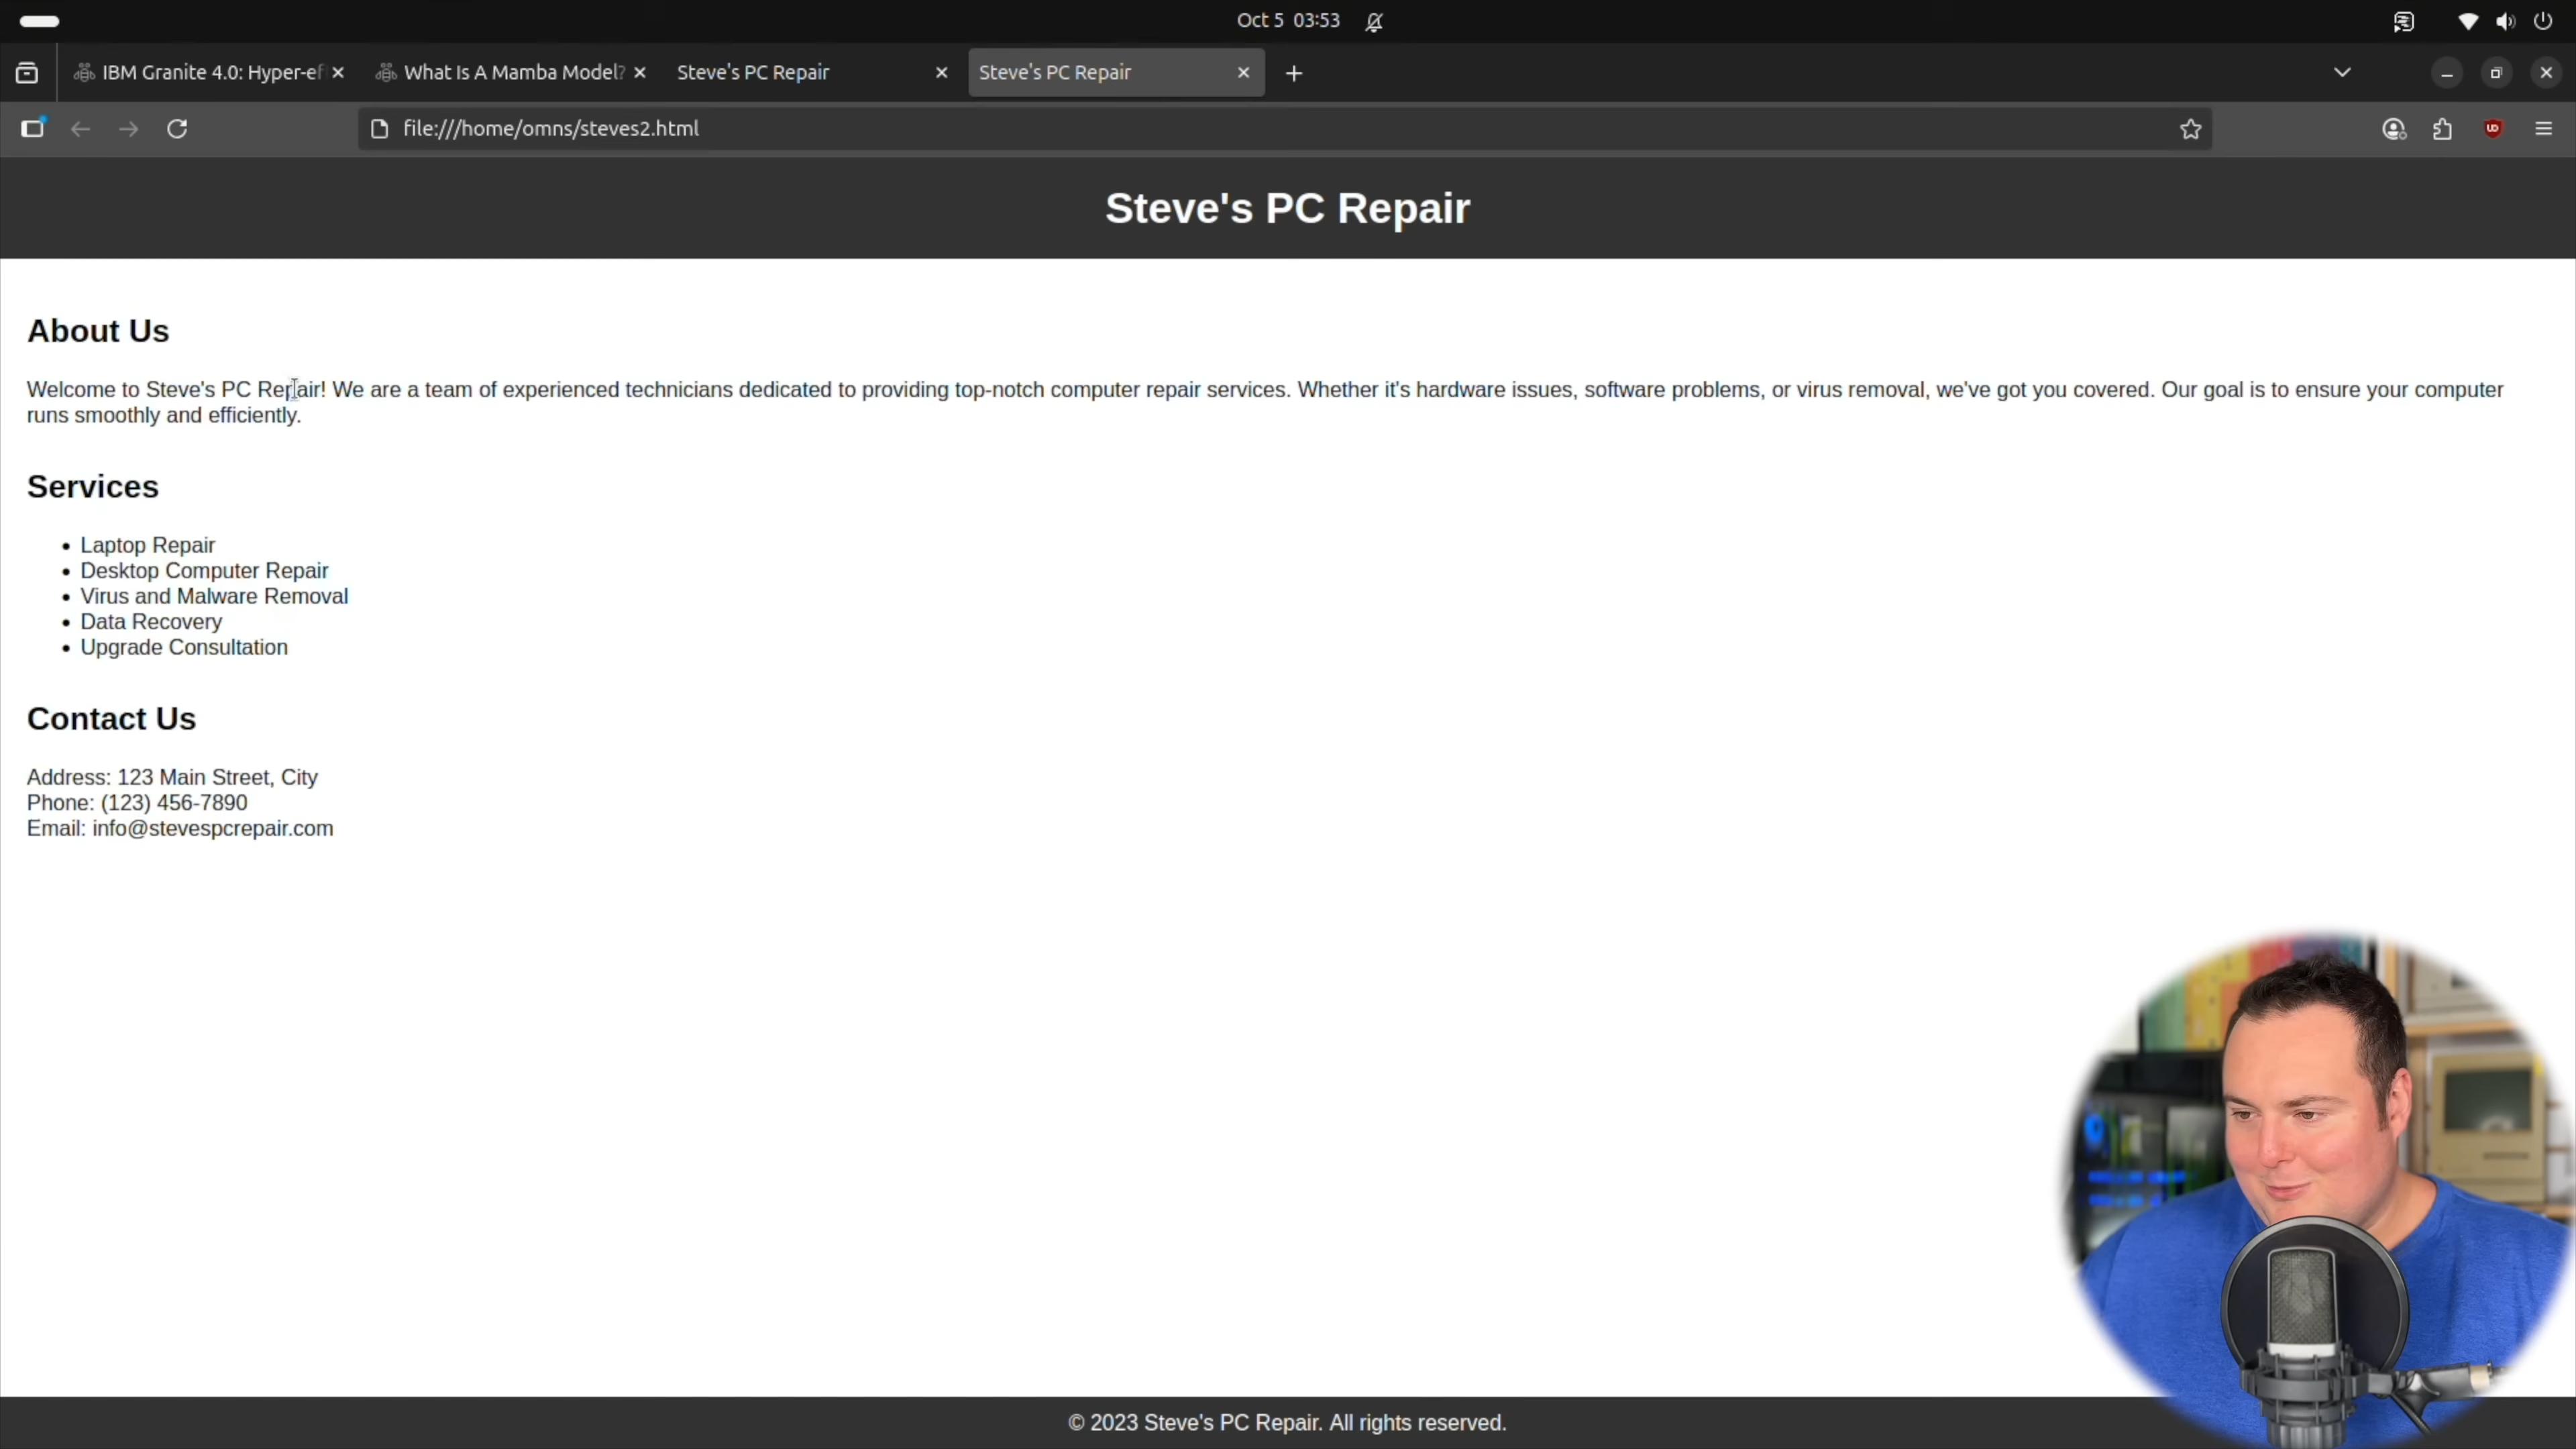 Oct 5 03:53
IBM Granite 4.0: Hyper-ef
What Is A Mamba Model?
Steve's PC Repair
Steve's PC Repair
file:///home/omns/steves2.html
Steve's PC Repair
About Us
Welcome to Steve's PC Repair! We are a team of experienced technicians dedicated to providing top-notch computer repair services. Whether it's hardware issues, software problems, or virus removal, we've got you covered. Our goal is to ensure your computer
runs smoothly and efficiently.
Services
• Laptop Repair
• Desktop Computer Repair
• Virus and Malware Removal
• Data Recovery
• Upgrade Consultation
Contact Us
Address: 123 Main Street, City
Phone: (123) 456-7890
Email: info@stevespcrepair.com
© 2023 Steve's PC Repair. All rights reserved.